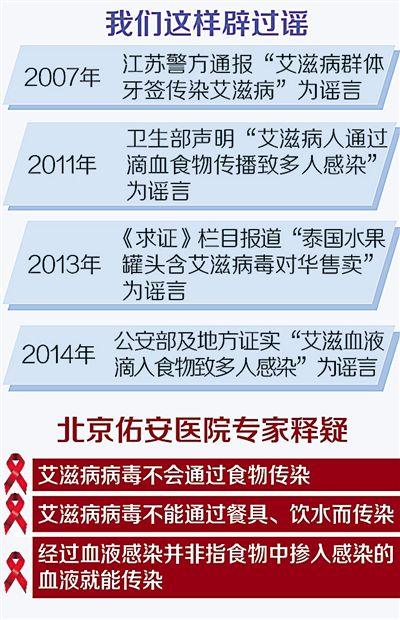 我们这样辟过谣
2007年
江苏警方通报“艾滋病群体
牙签传染艾滋病”为谣言
2011年
卫生部声明“艾滋病人通过
滴血食物传播致多人感染”
为谣言
2013年
《求证》栏目报道“泰国水果
罐头含艾滋病毒对华售卖”
为谣言
2014年
公安部及地方证实“艾滋血液
滴入食物致多人感染”为谣言
北京佑安医院专家释疑
艾滋病病毒不会通过食物传染
艾滋病病毒不能通过餐具、饮水而传染
经过血液感染并非指食物中掺入感染的
血液就能传染